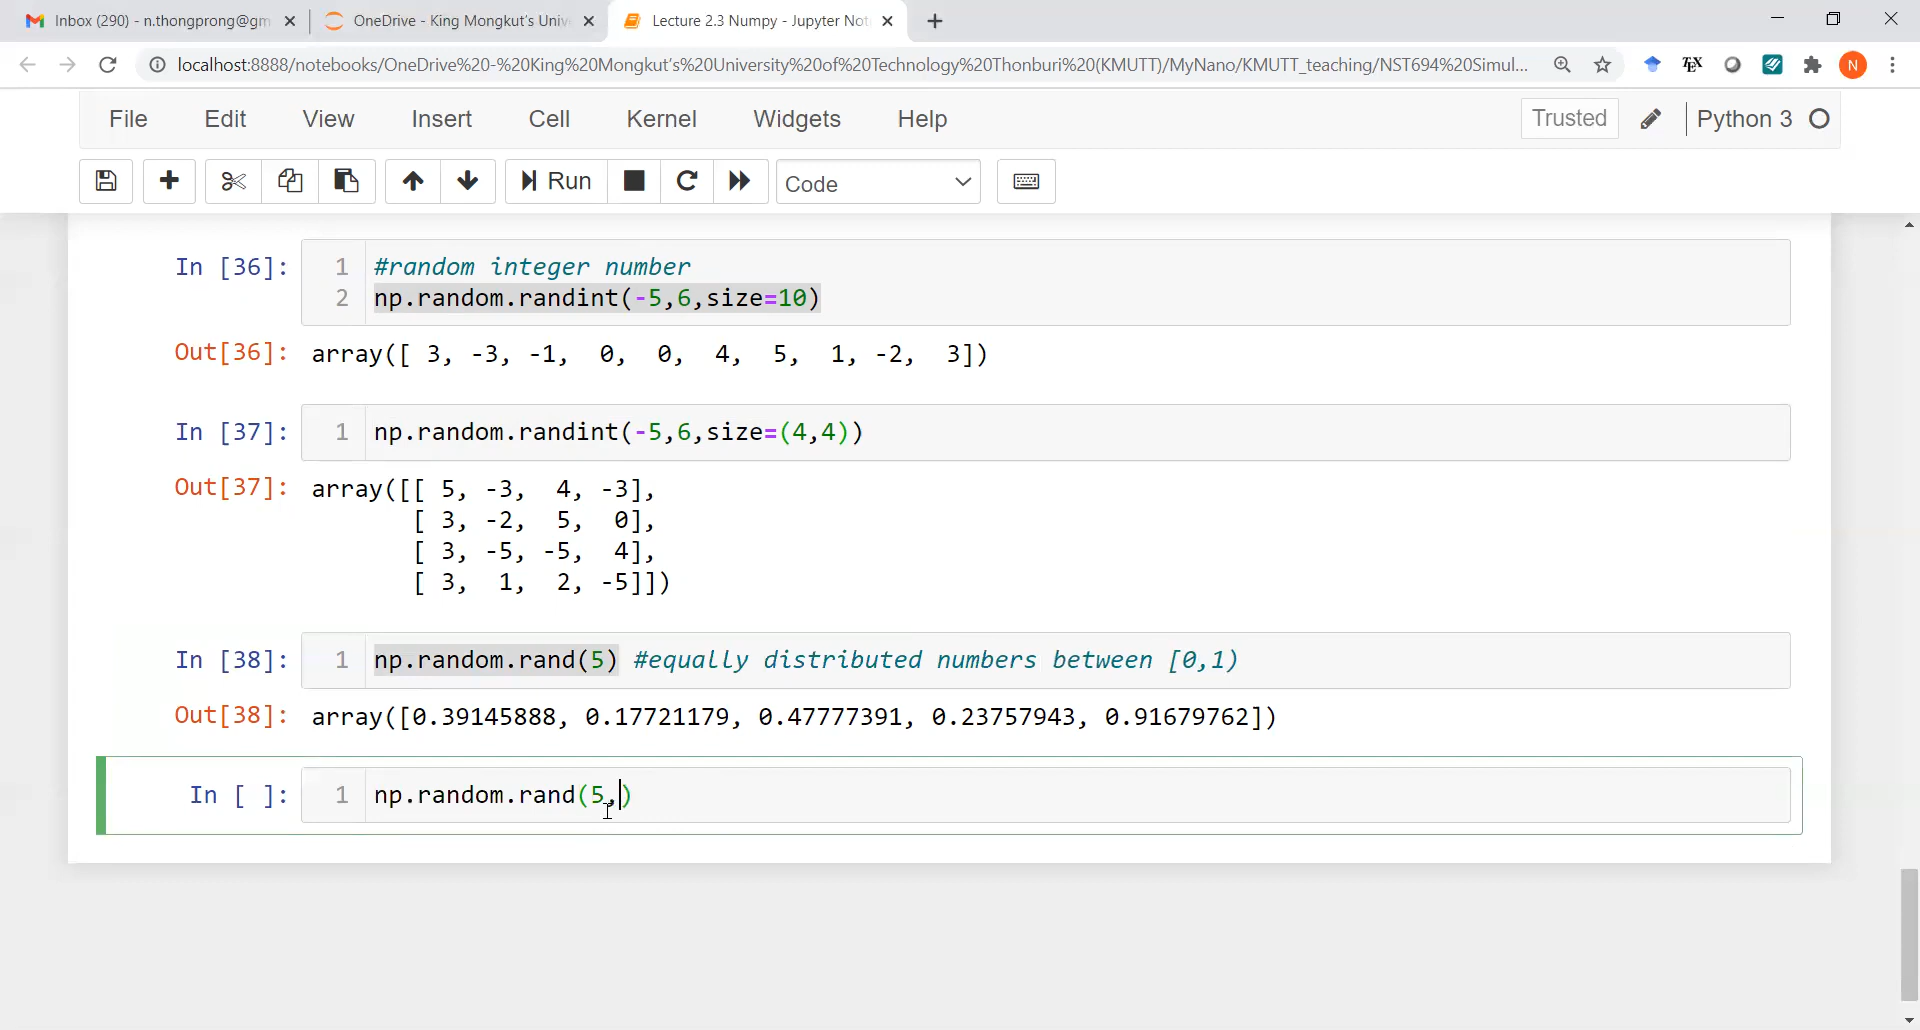 Inbox (290) - n.thongprong@gm
OneDrive - King Mongkut's Univ
Lecture 2.3 Numpy - Jupyter Not
localhost:8888/notebooks/OneDrive%20-%20King%20Mongkut's%20University%20of%20Technology%20Thonburi%20(KMUTT)/MyNano/KMUTT_teaching/NST694%20Simul...
TEX
N
File Edit View Insert Cell Kernel Widgets Help Trusted Python 3
Run Code
In [36]: 1 #random integer number
2 np.random.randint(-5,6,size=10)
Out[36]: array([ 3, -3, -1, 0, 0, 4, 5, 1, -2, 3])
In [37]: 1 np.random.randint(-5,6,size=(4,4))
Out[37]: array([[ 5, -3, 4, -3],
[ 3, -2, 5, 0],
[ 3, -5, -5, 4],
[ 3, 1, 2, -5]])
In [38]: 1 np.random.rand(5) #equally distributed numbers between [0,1)
Out[38]: array([0.39145888, 0.17721179, 0.47777391, 0.23757943, 0.91679762])
In [ ]: 1 np.random.rand(5,)